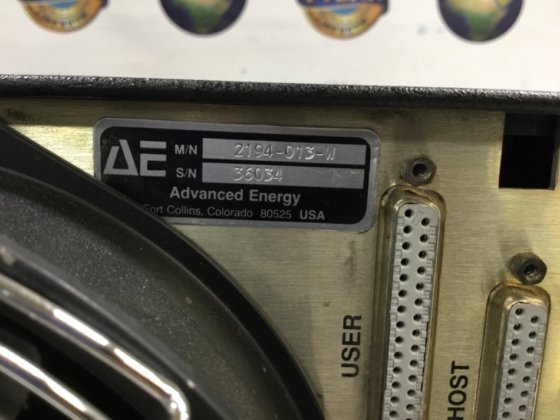 AE M/N 2194-013-W
S/N 36034
Advanced Energy
Fort Collins, Colorado 80525 USA
USER
HOST